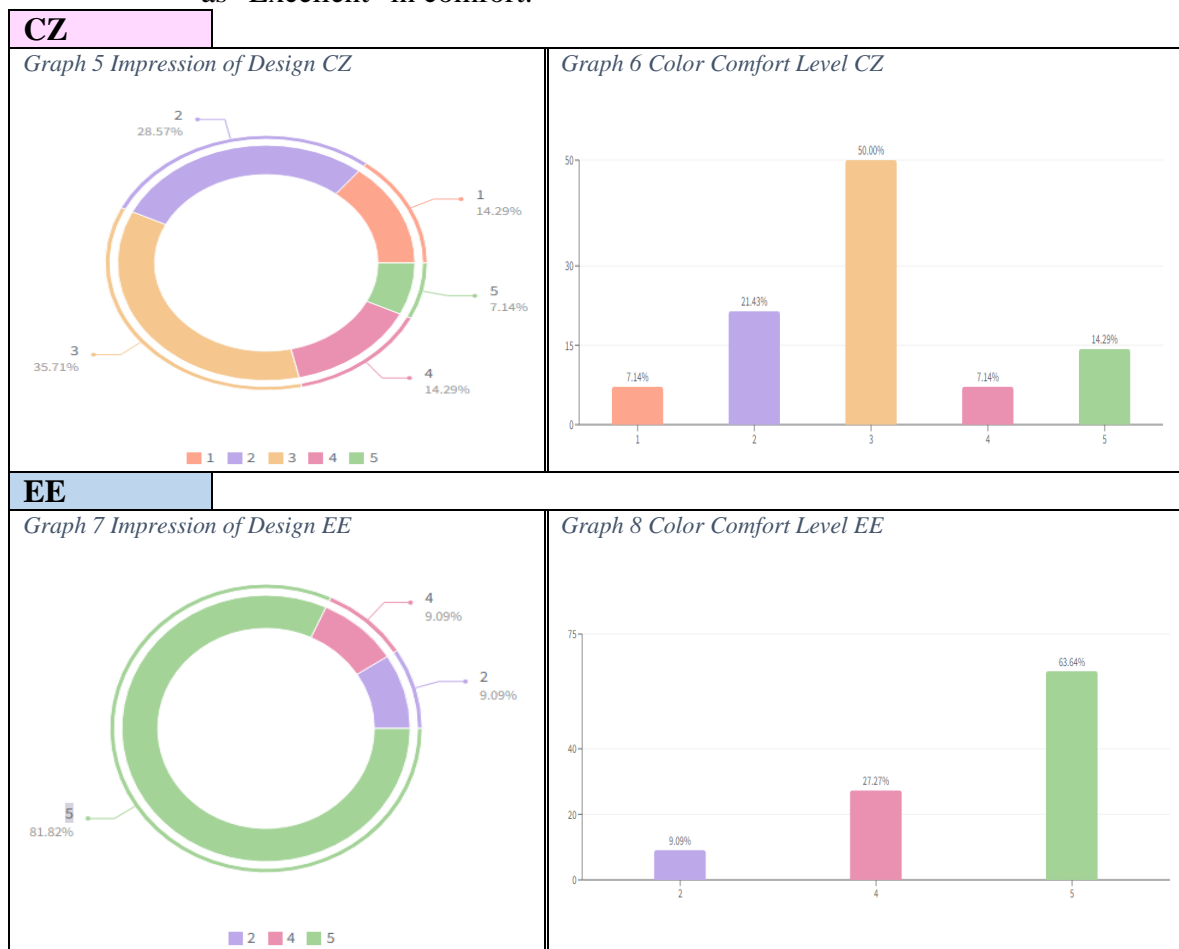 as "Excellent" in comfort.
CZ
Graph 5 Impression of Design CZ
2
28.57%
1
14.29%
5
7.14%
3
35.71%
4
14.29%
1 2 3 4 5
Graph 6 Color Comfort Level CZ
50
30
15
0
7.14%
21.43%
50.00%
7.14%
14.29%
1 2 3 4 5
EE
Graph 7 Impression of Design EE
4
9.09%
2
9.09%
5
81.82%
2 4 5
Graph 8 Color Comfort Level EE
75
40
20
0
9.09%
27.27%
63.64%
2 4 5